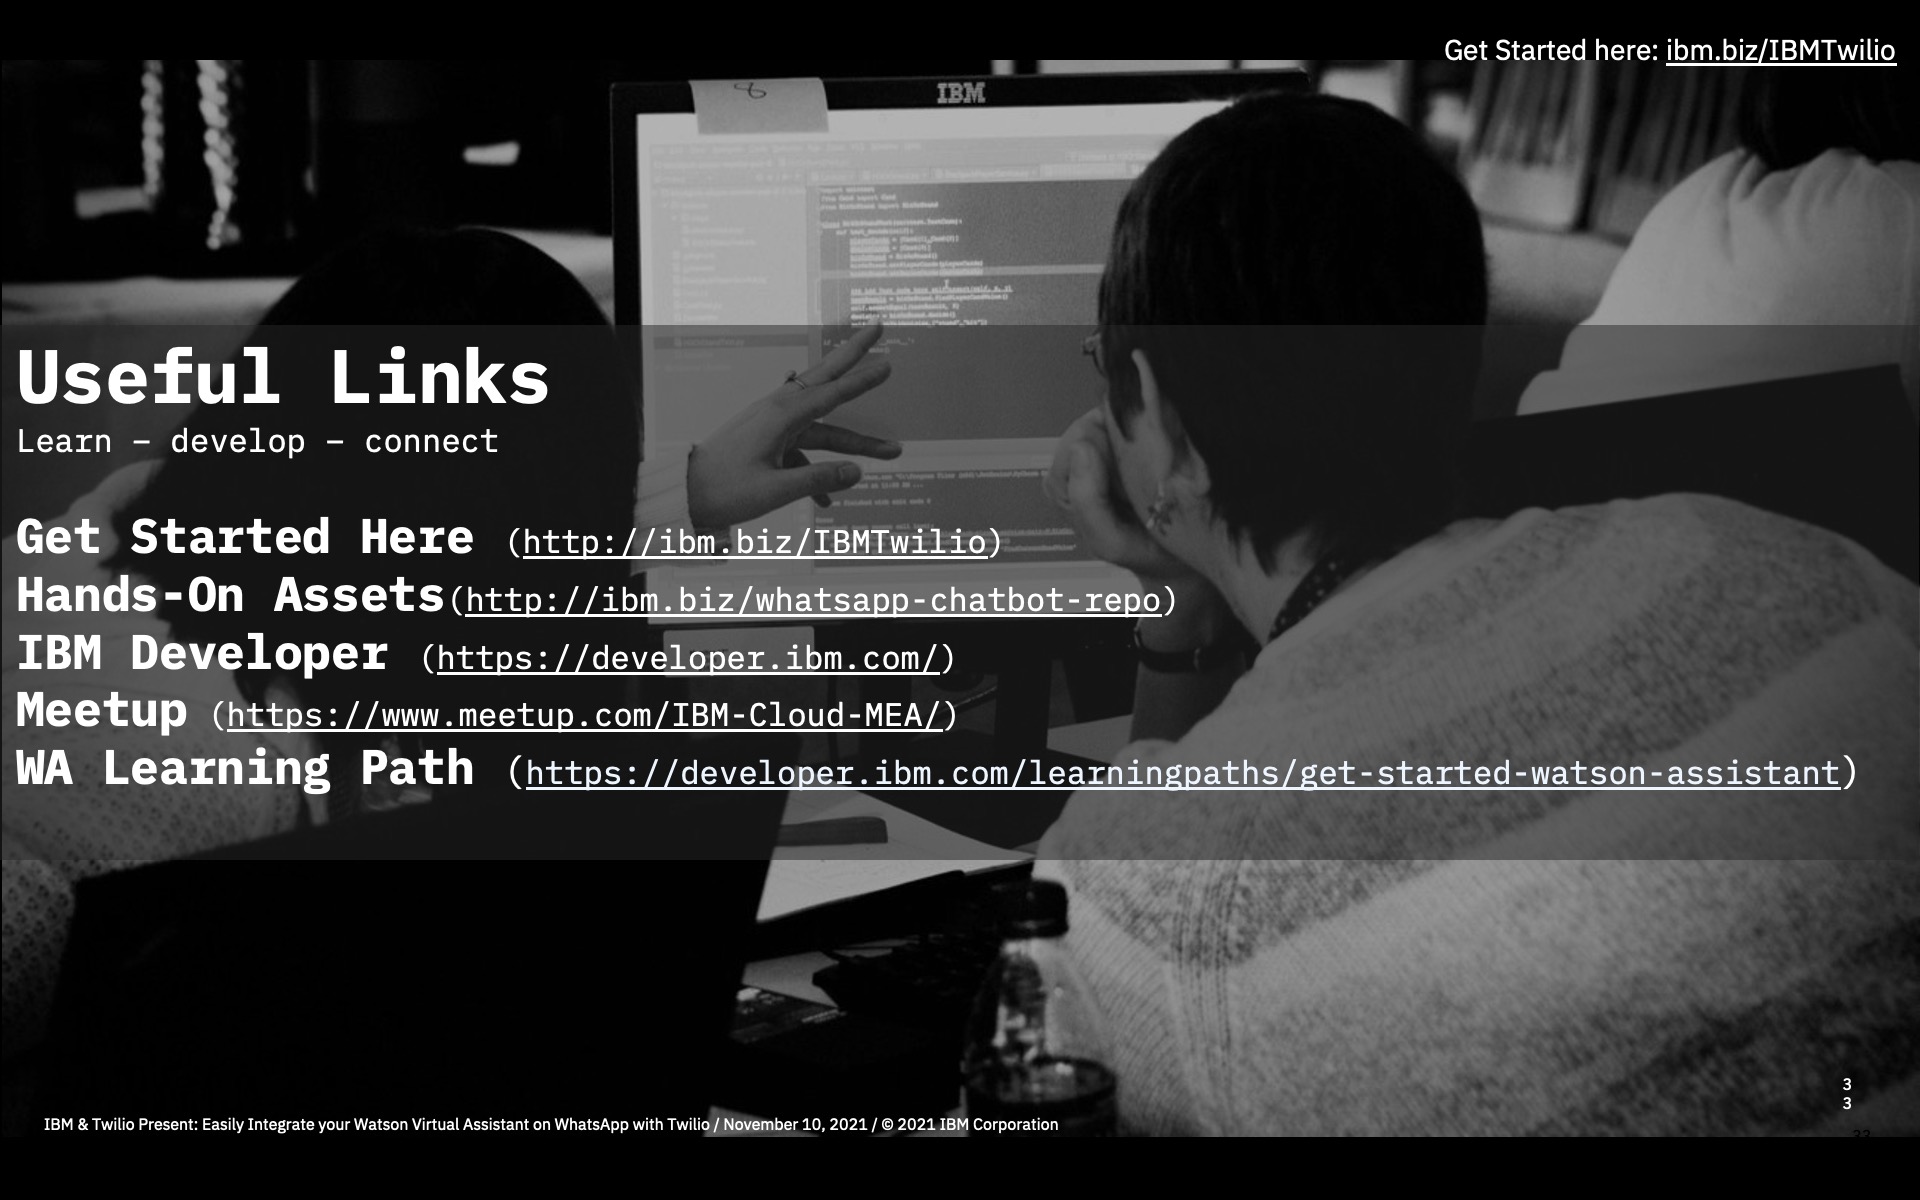 Get Started here: ibm.biz/IBMTwilio
8
IBM
Useful Links
Learn – develop – connect
Get Started Here (http://ibm.biz/IBMTwilio)
Hands-On Assets(http://ibm.biz/whatsapp-chatbot-repo)
IBM Developer (https://developer.ibm.com/)
Meetup (https://www.meetup.com/IBM-Cloud-MEA/)
WA Learning Path (https://developer.ibm.com/learningpaths/get-started-watson-assistant)
3
3
IBM & Twilio Present: Easily Integrate your Watson Virtual Assistant on WhatsApp with Twilio / November 10, 2021 / © 2021 IBM Corporation
33